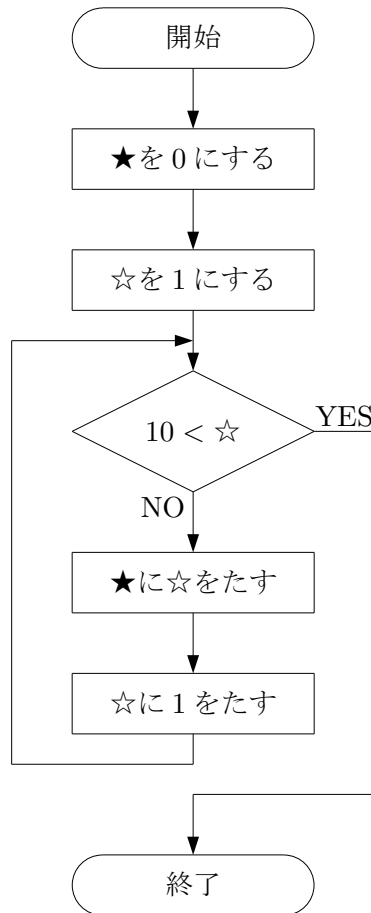 開始
★を 0 にする
☆を 1 にする
10 < ☆
YES
NO
★に☆をたす
☆に 1 をたす
終了